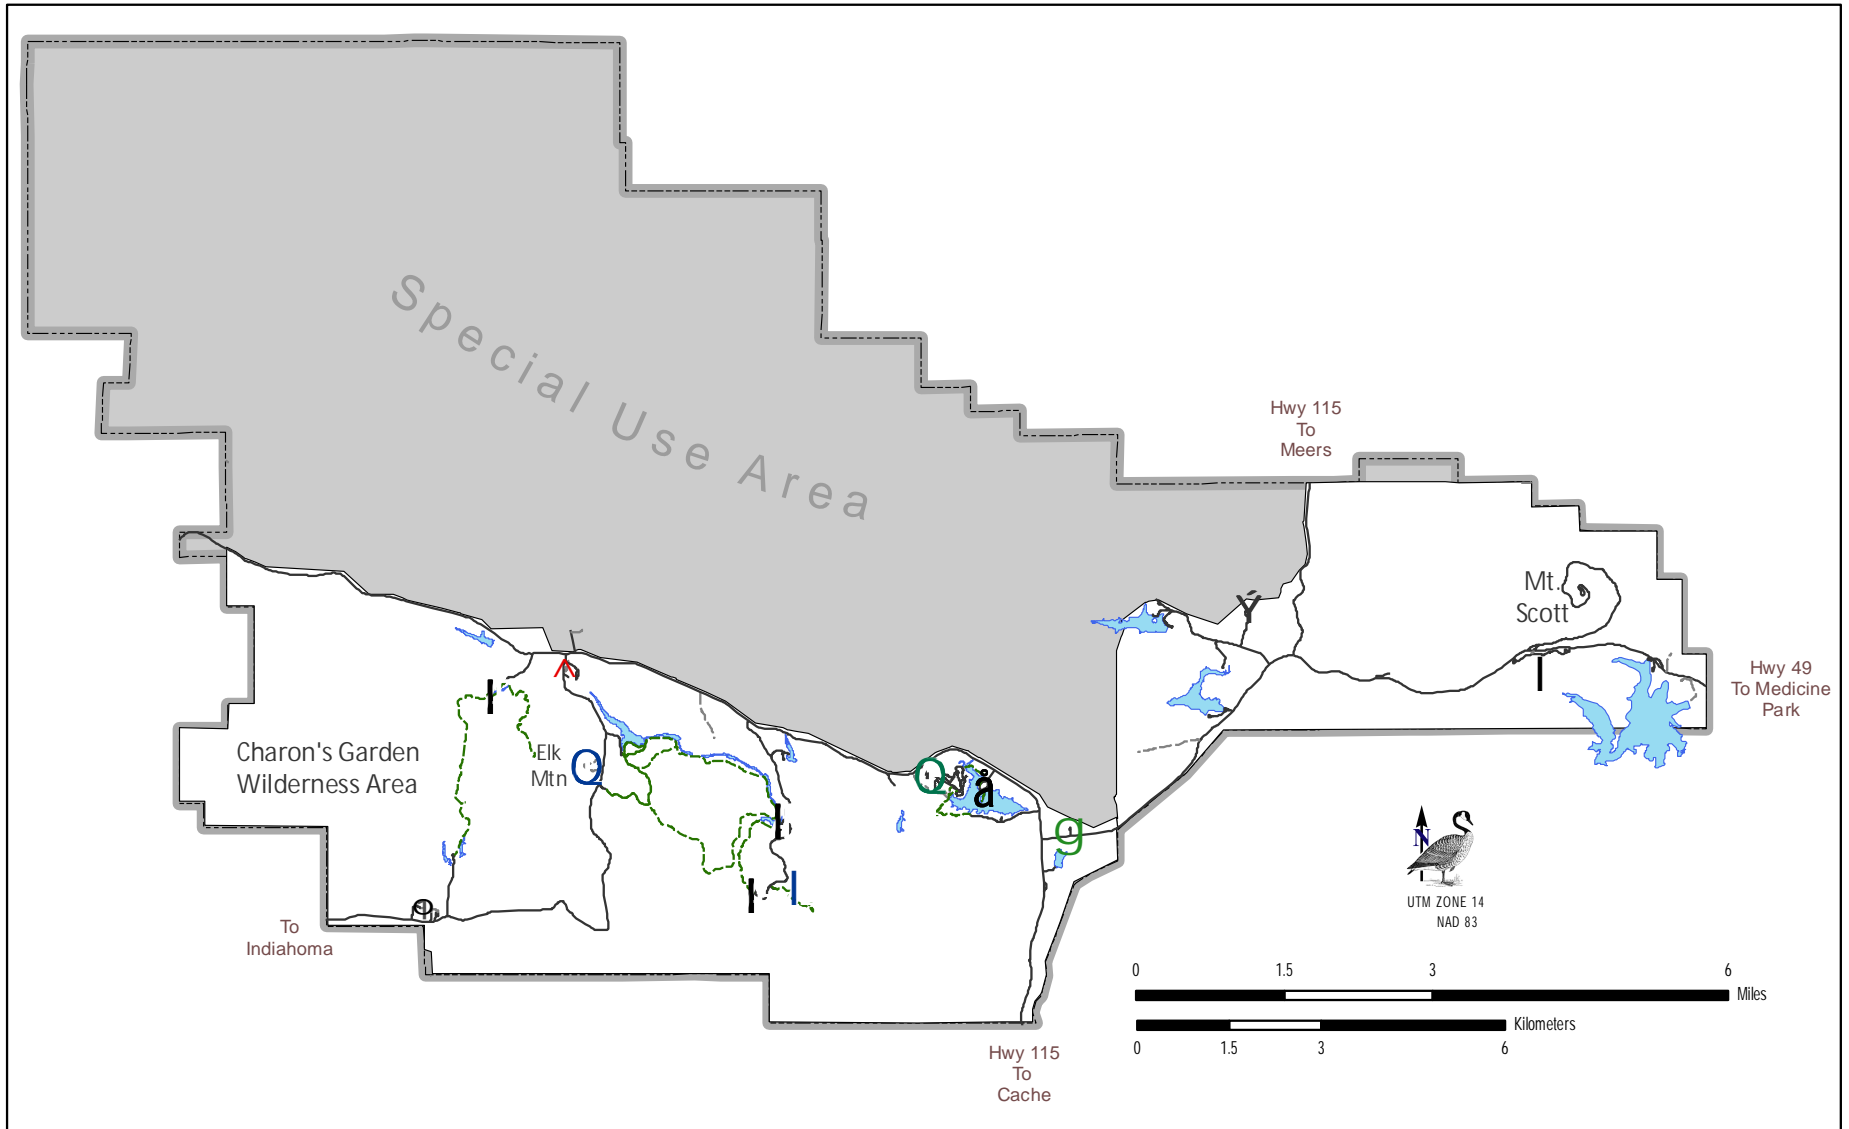 Special Use Area
Hwy 115
To
Meers
Mt.
Scott
Hwy 49
To Medicine
Park
Charon's Garden
Wilderness Area
Elk
Mtn
Q
Q
å
g
Ý
N
UTM ZONE 14
NAD 83
To
Indiahoma
0 1.5 3 6
Miles
Kilometers
0 1.5 3 6
Hwy 115
To
Cache